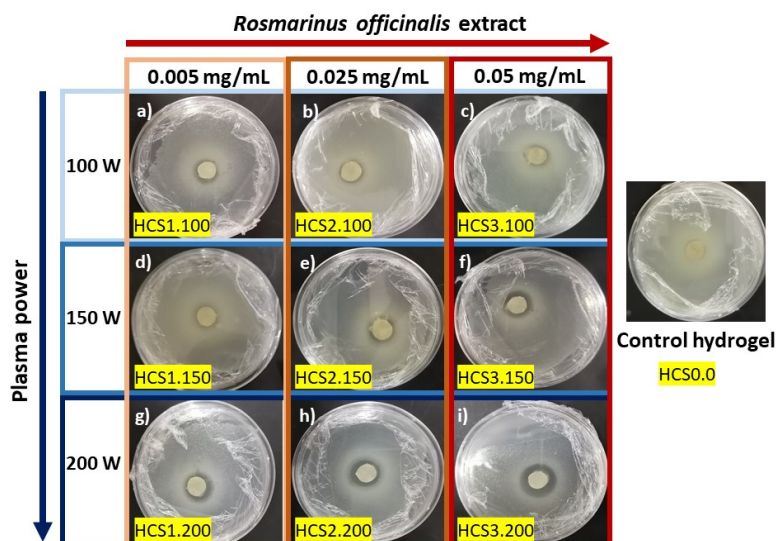 Rosmarinus officinalis extract
0.005 mg/mL
0.025 mg/mL
0.05 mg/mL
Plasma power
100 W
a)
HCS1.100
b)
HCS2.100
c)
HCS3.100
150 W
d)
HCS1.150
e)
HCS2.150
f)
HCS3.150
200 W
g)
HCS1.200
h)
HCS2.200
i)
HCS3.200
Control hydrogel
HCS0.0